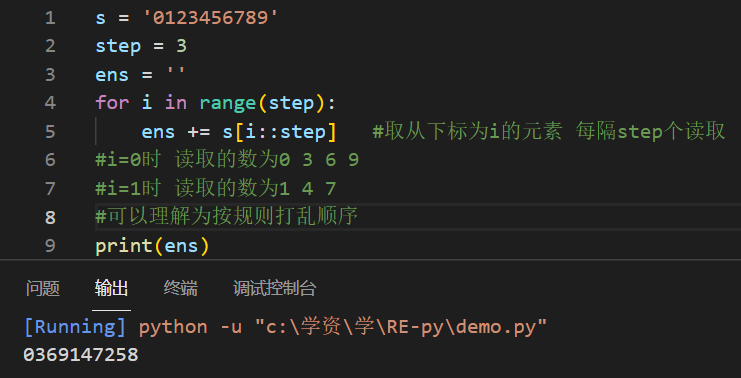 1 s = '0123456789'
2 step = 3
3 ens = ''
4 for i in range(step):
5     ens += s[i::step]   #取从下标为i的元素 每隔step个读取
6 #i=0时 读取的数为0 3 6 9
7 #i=1时 读取的数为1 4 7
8 #可以理解为按规则打乱顺序
9 print(ens)
问题 输出 终端 调试控制台
[Running] python -u "c:\学资\学\RE-py\demo.py"
0369147258